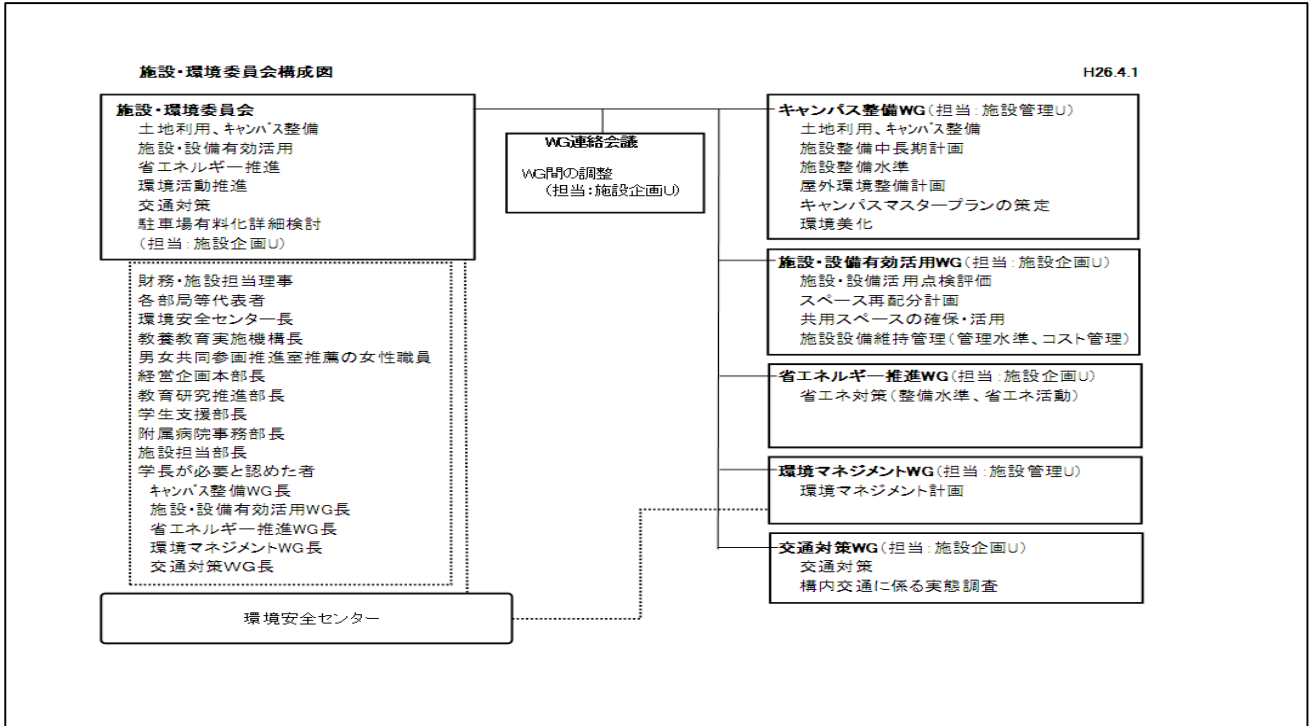 施設・環境委員会構成図
H26.4.1
施設・環境委員会
土地利用、キャンパス整備
施設・設備有効活用
省エネルギー推進
環境活動推進
交通対策
駐車場有料化詳細検討
(担当:施設企画U)
財務・施設担当理事
各部局等代表者
環境安全センター長
教養教育実施機構長
男女共同参画推進室推薦の女性職員
経営企画本部長
教育研究推進部長
学生支援部長
附属病院事務部長
施設担当部長
学長が必要と認めた者
キャンパス整備WG長
施設・設備有効活用WG長
省エネルギー推進WG長
環境マネジメントWG長
交通対策WG長
環境安全センター
WG連絡会議
WG間の調整
(担当:施設企画U)
キャンパス整備WG(担当:施設管理U)
土地利用、キャンパス整備
施設整備中長期計画
施設整備水準
屋外環境整備計画
キャンパスマスタープランの策定
環境美化
施設・設備有効活用WG(担当:施設企画U)
施設・設備活用点検評価
スペース再配分計画
共用スペースの確保・活用
施設設備維持管理(管理水準、コスト管理)
省エネルギー推進WG(担当:施設企画U)
省エネ対策(整備水準、省エネ活動)
環境マネジメントWG(担当:施設管理U)
環境マネジメント計画
交通対策WG(担当:施設企画U)
交通対策
構内交通に係る実態調査